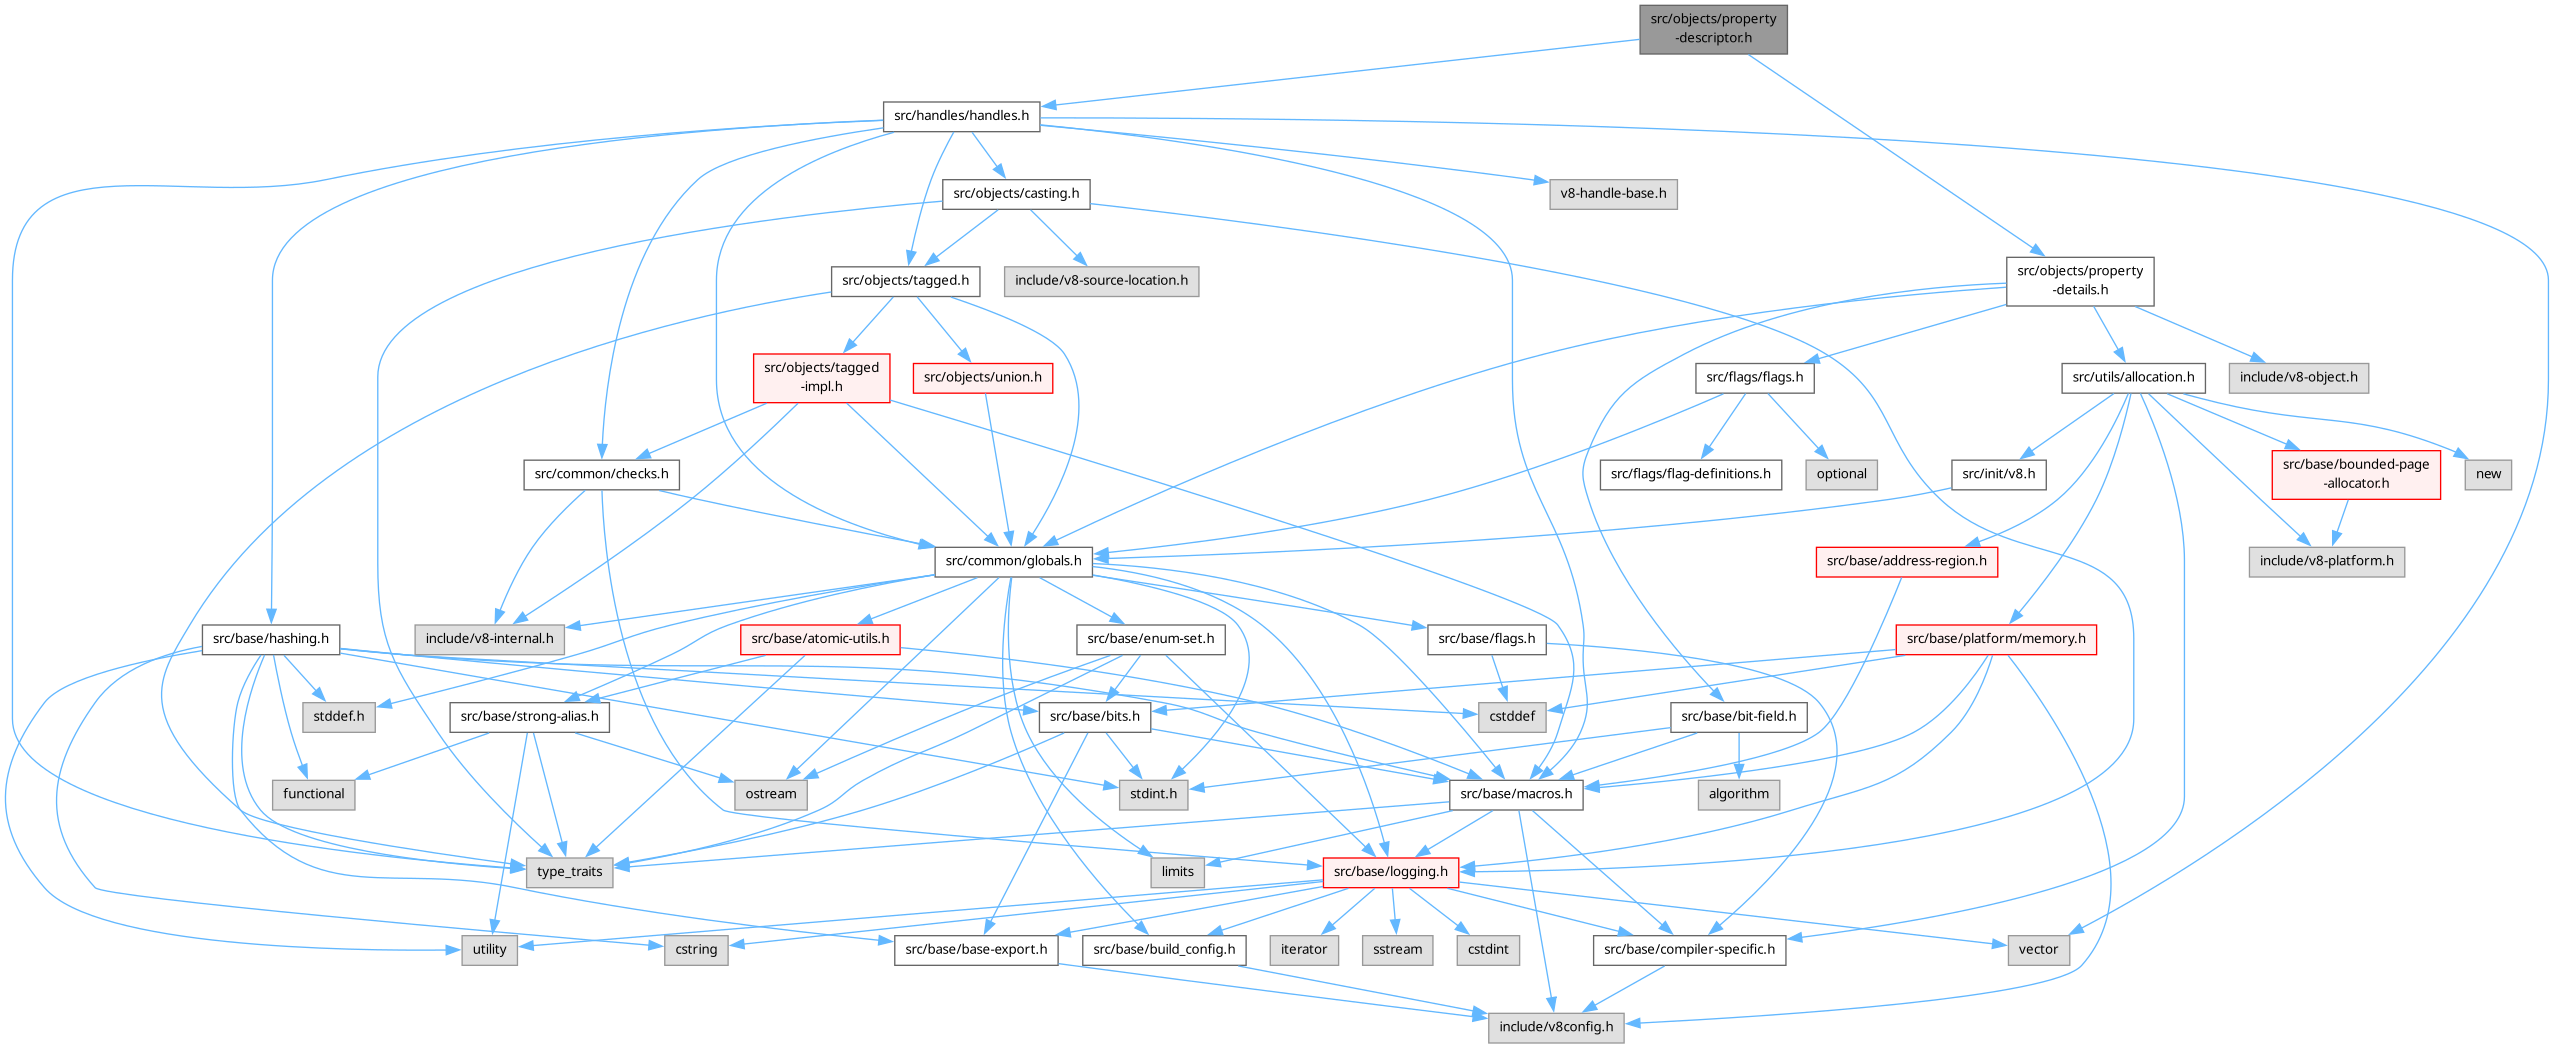 src/objects/property
-descriptor.h
src/handles/handles.h
src/objects/casting.h
v8-handle-base.h
src/objects/tagged.h
include/v8-source-location.h
src/objects/property
-details.h
src/objects/tagged
-impl.h
src/objects/union.h
src/flags/flags.h
src/utils/allocation.h
include/v8-object.h
src/common/checks.h
src/flags/flag-definitions.h
optional
src/init/v8.h
src/base/bounded-page
-allocator.h
new
src/common/globals.h
src/base/address-region.h
include/v8-platform.h
src/base/hashing.h
include/v8-internal.h
src/base/atomic-utils.h
src/base/enum-set.h
src/base/flags.h
src/base/platform/memory.h
stddef.h
src/base/strong-alias.h
src/base/bits.h
cstddef
src/base/bit-field.h
functional
ostream
stdint.h
src/base/macros.h
algorithm
type_traits
limits
src/base/logging.h
utility
cstring
src/base/base-export.h
src/base/build_config.h
iterator
sstream
cstdint
src/base/compiler-specific.h
vector
include/v8config.h